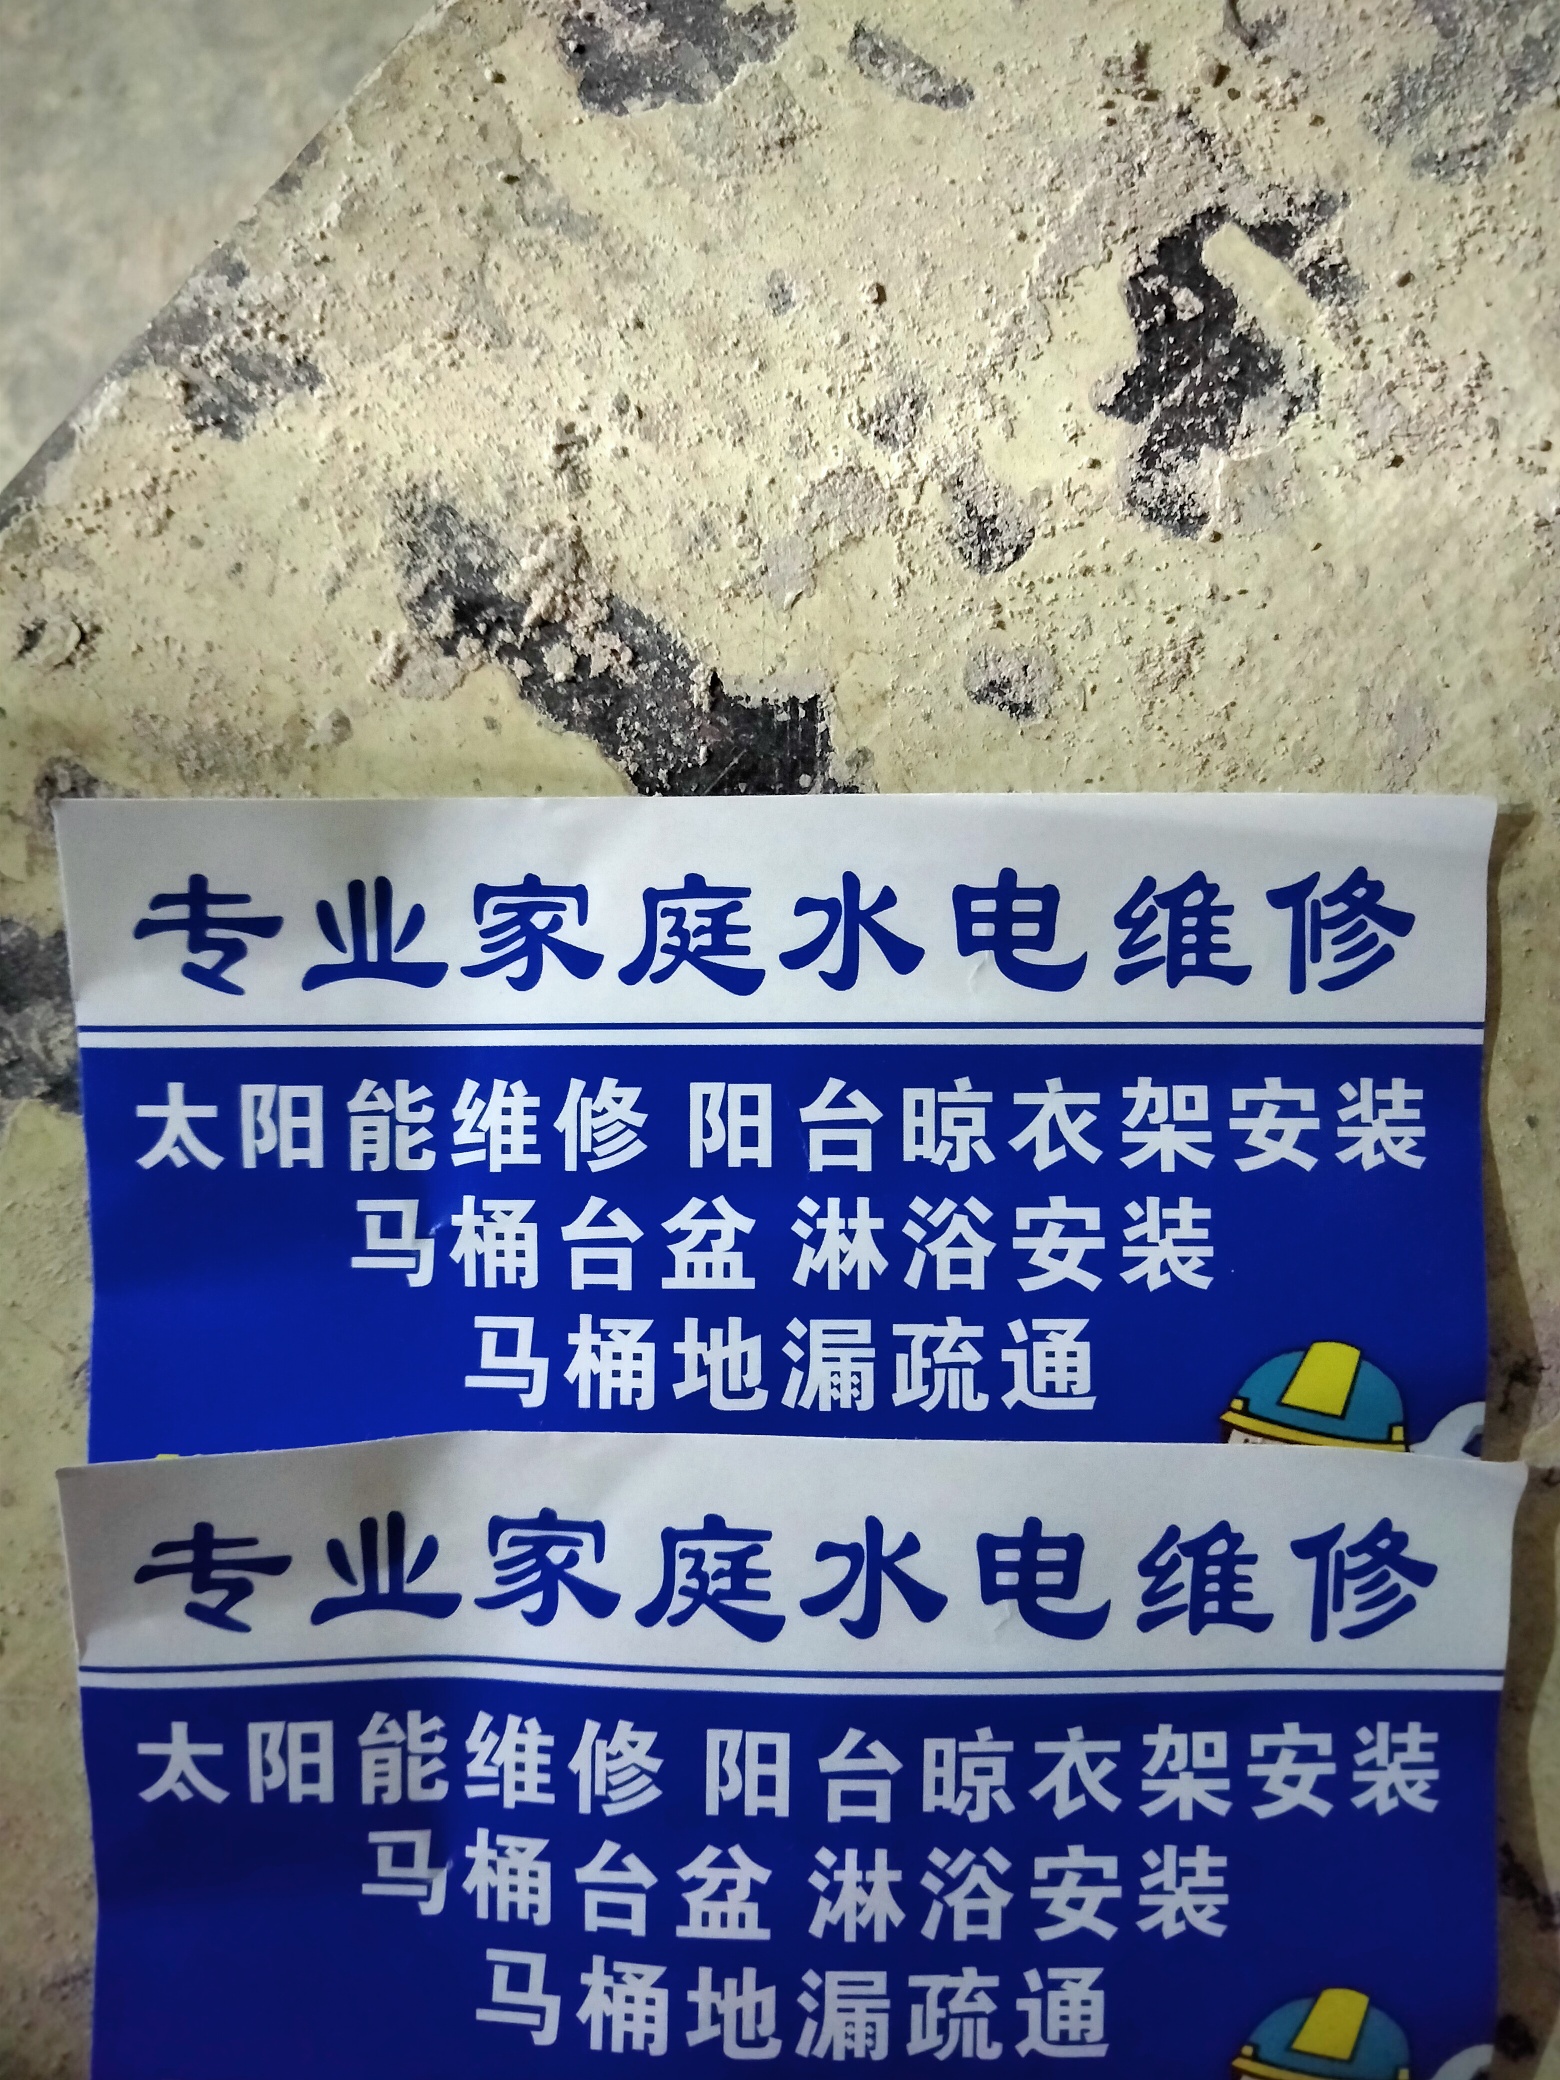 专业家庭水电维修
太阳能维修 阳台晾衣架安装
马桶台盆 淋浴安装
马桶地漏疏通
专业家庭水电维修
太阳能维修 阳台晾衣架安装
马桶台盆 淋浴安装
马桶地漏疏通